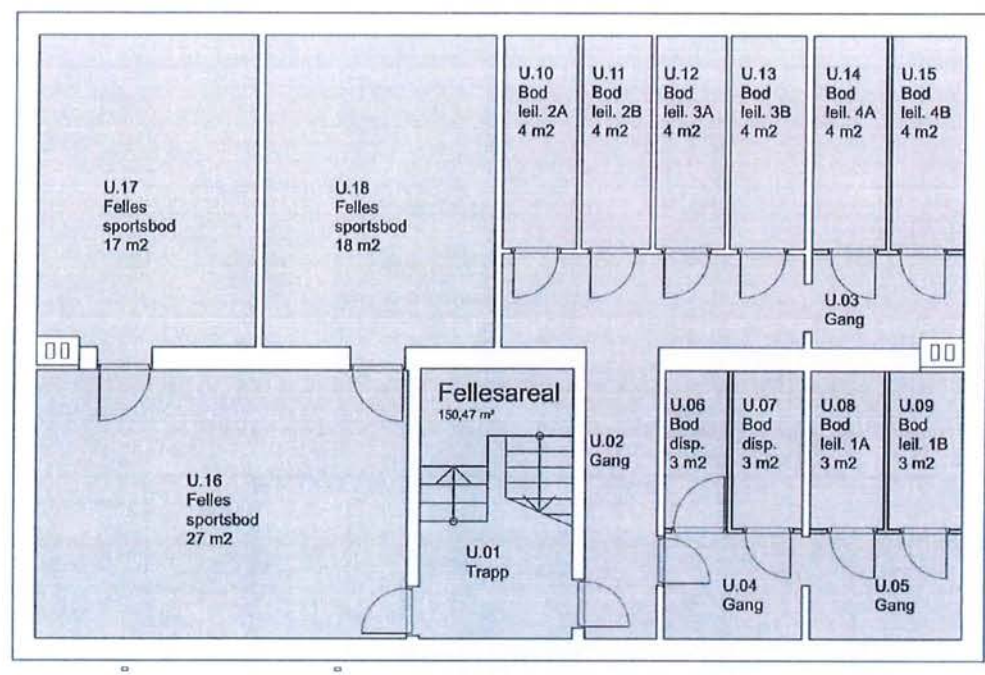 U.10
Bod
leil. 2A
4 m2
U.11
Bod
leil. 2B
4 m2
U.12
Bod
leil. 3A
4 m2
U.13
Bod
leil. 3B
4 m2
U.14
Bod
leil. 4A
4 m2
U.15
Bod
leil. 4B
4 m2
U.17
Felles
sportsbod
17 m2
U.18
Felles
sportsbod
18 m2
U.03
Gang
Fellesareal
150,47 m²
U.02
Gang
U.06
Bod
disp.
3 m2
U.07
Bod
disp.
3 m2
U.08
Bod
leil. 1A
3 m2
U.09
Bod
leil. 1B
3 m2
U.16
Felles
sportsbod
27 m2
U.01
Trapp
U.04
Gang
U.05
Gang